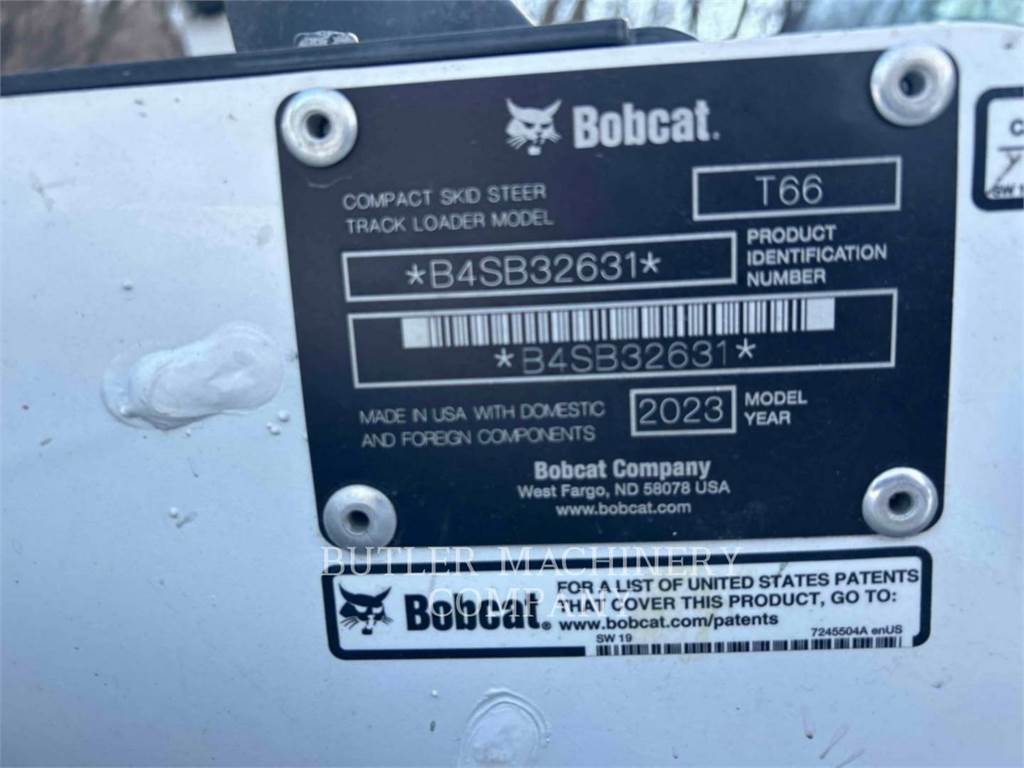 Bobcat.
COMPACT SKID STEER
TRACK LOADER MODEL
T66
*B4SB32631*
PRODUCT
IDENTIFICATION
NUMBER
*B4SB32631*
MADE IN USA WITH DOMESTIC
AND FOREIGN COMPONENTS
2023
MODEL
YEAR
Bobcat Company
West Fargo, ND 58078 USA
www.bobcat.com
BUTLER MACHINERY
COMPANY
Bobcat®
FOR A LIST OF UNITED STATES PATENTS
THAT COVER THIS PRODUCT, GO TO:
www.bobcat.com/patents
SW 19
7245504A enUS